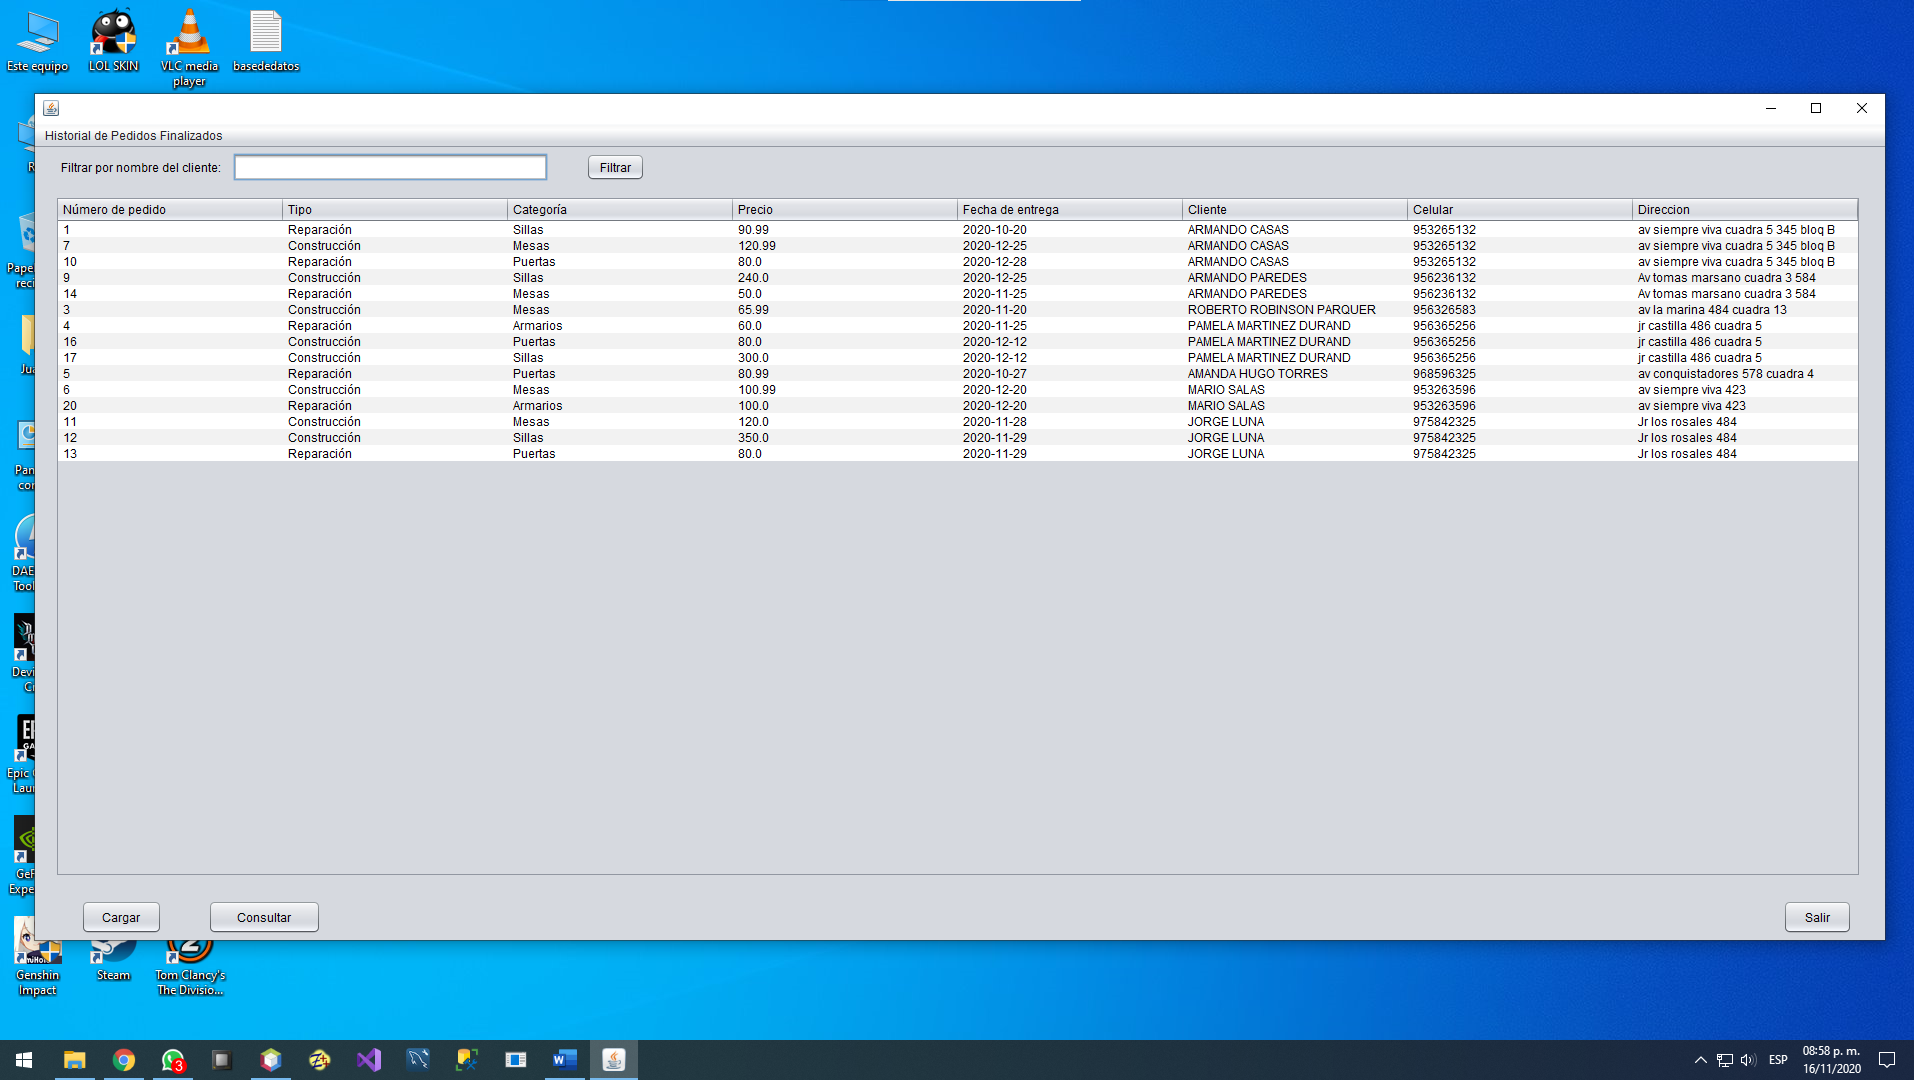 Este equipo
LOL SKIN
VLC media player
basededatos
Historial de Pedidos Finalizados
Filtrar por nombre del cliente:
Filtrar
Número de pedido Tipo Categoría Precio Fecha de entrega Cliente Celular Direccion
1 Reparación Sillas 90.99 2020-10-20 ARMANDO CASAS 953265132 av siempre viva cuadra 5 345 bloq B
7 Construcción Mesas 120.99 2020-12-25 ARMANDO CASAS 953265132 av siempre viva cuadra 5 345 bloq B
10 Reparación Puertas 80.0 2020-12-28 ARMANDO CASAS 953265132 av siempre viva cuadra 5 345 bloq B
9 Construcción Sillas 240.0 2020-12-25 ARMANDO PAREDES 956236132 Av tomas marsano cuadra 3 584
14 Reparación Mesas 50.0 2020-11-25 ARMANDO PAREDES 956236132 Av tomas marsano cuadra 3 584
3 Construcción Mesas 65.99 2020-11-20 ROBERTO ROBINSON PARQUER 956326583 av la marina 484 cuadra 13
4 Reparación Armarios 60.0 2020-11-25 PAMELA MARTINEZ DURAND 956365256 jr castilla 486 cuadra 5
16 Construcción Puertas 80.0 2020-12-12 PAMELA MARTINEZ DURAND 956365256 jr castilla 486 cuadra 5
17 Construcción Sillas 300.0 2020-12-12 PAMELA MARTINEZ DURAND 956365256 jr castilla 486 cuadra 5
5 Reparación Puertas 80.99 2020-10-27 AMANDA HUGO TORRES 968596325 av conquistadores 578 cuadra 4
6 Construcción Mesas 100.99 2020-12-20 MARIO SALAS 953263596 av siempre viva 423
20 Reparación Armarios 100.0 2020-12-20 MARIO SALAS 953263596 av siempre viva 423
11 Construcción Mesas 120.0 2020-11-28 JORGE LUNA 975842325 Jr los rosales 484
12 Construcción Sillas 350.0 2020-11-29 JORGE LUNA 975842325 Jr los rosales 484
13 Reparación Puertas 80.0 2020-11-29 JORGE LUNA 975842325 Jr los rosales 484
Cargar
Consultar
Salir
Genshin Impact
Steam
Tom Clancy's
The Divisio...
3
ESP
08:58 p. m.
16/11/2020